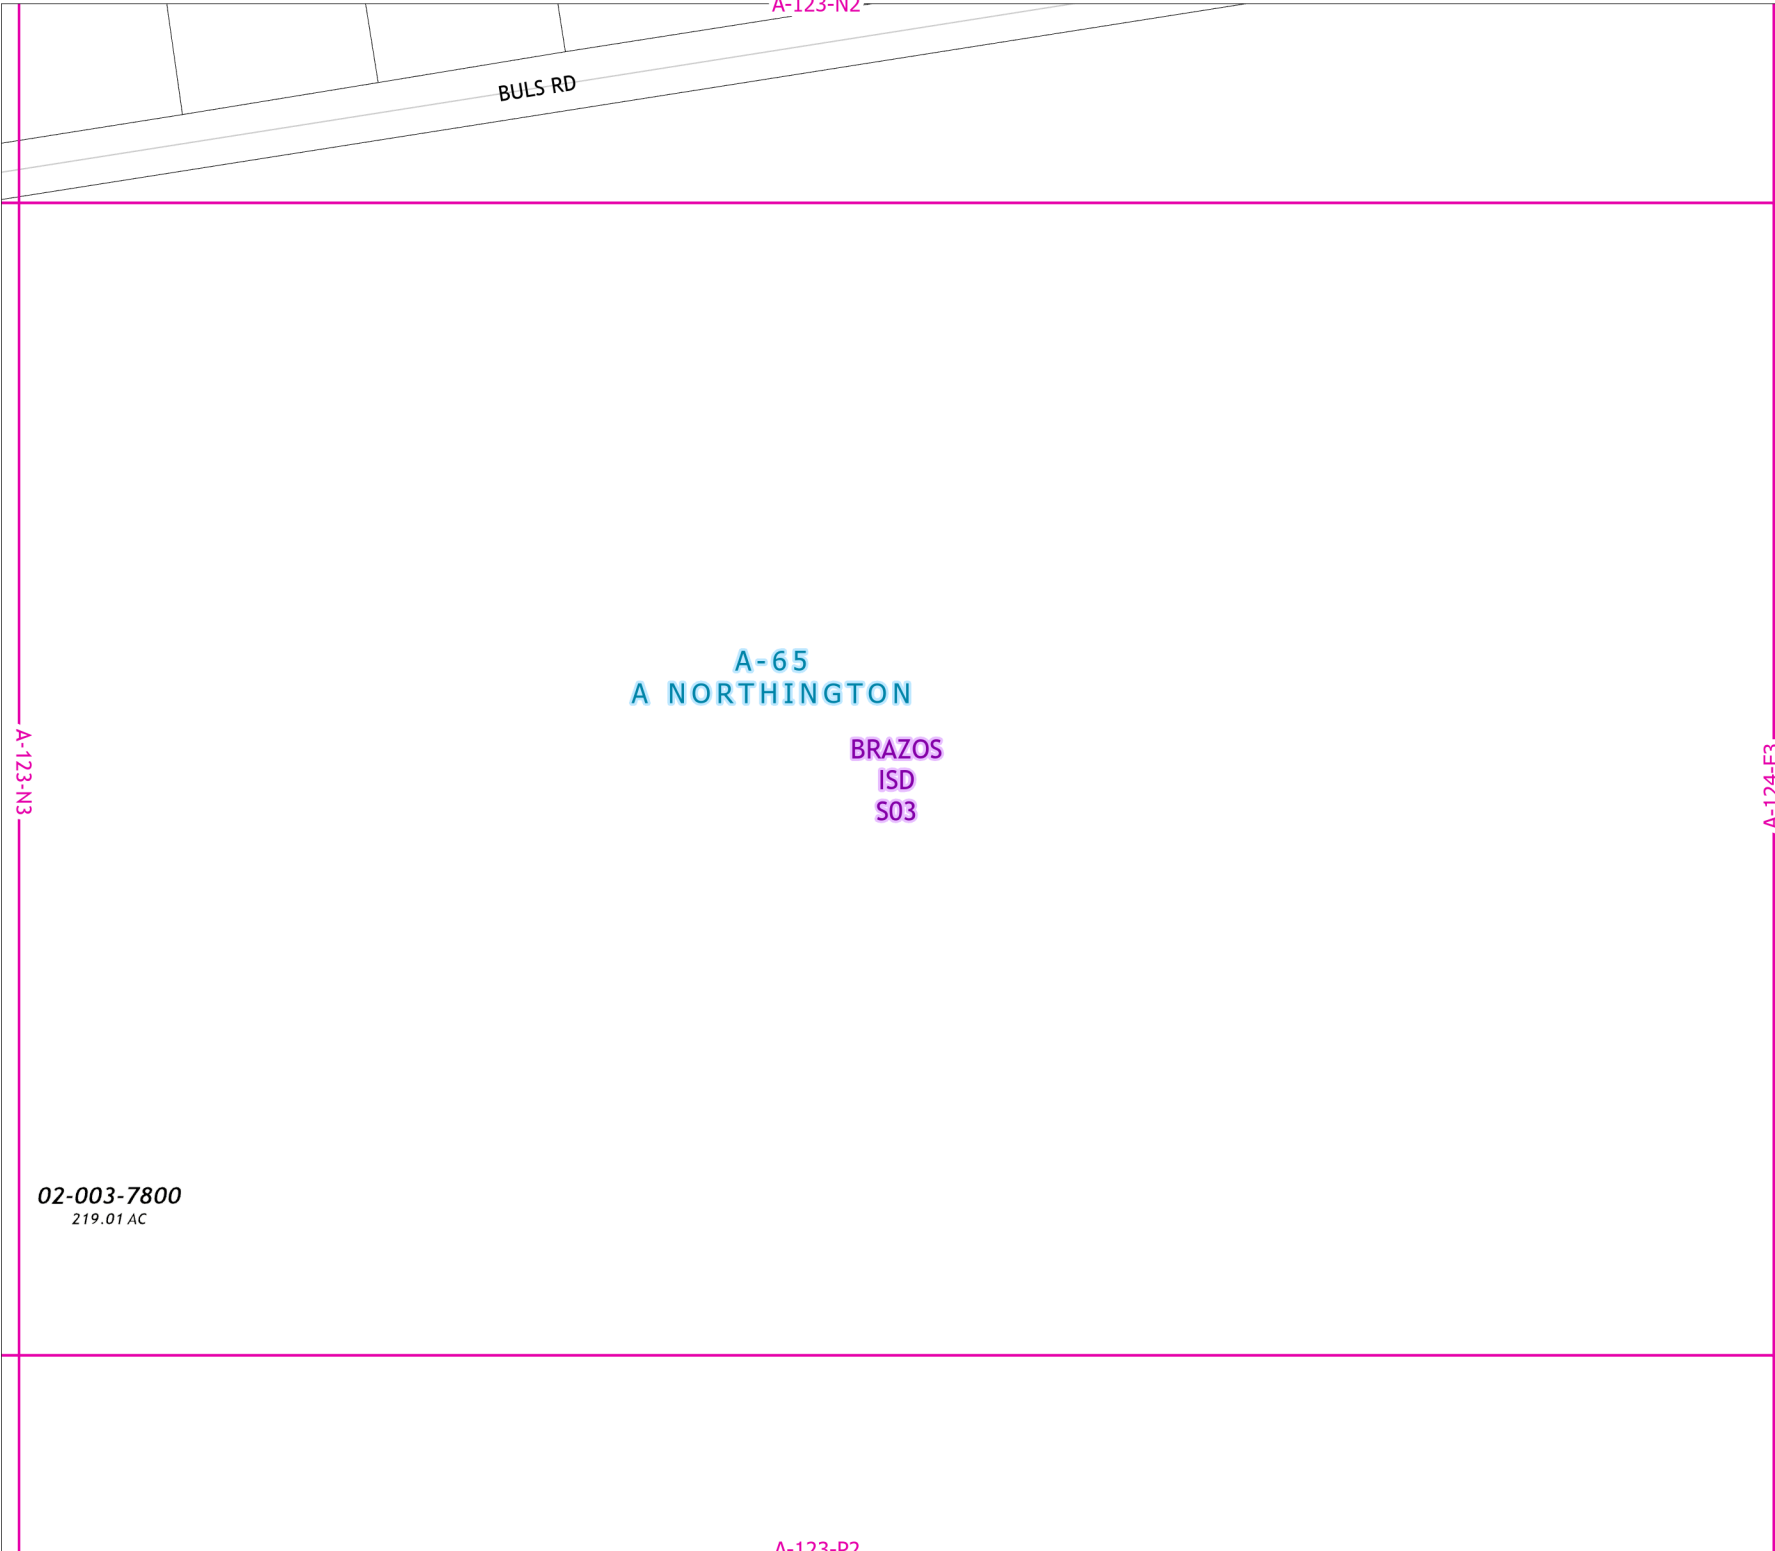 A-123-N2
BULS RD
A-65
A NORTHINGTON
A-123-N3
BRAZOS
ISD
S03
02-003-7800
219.01 AC